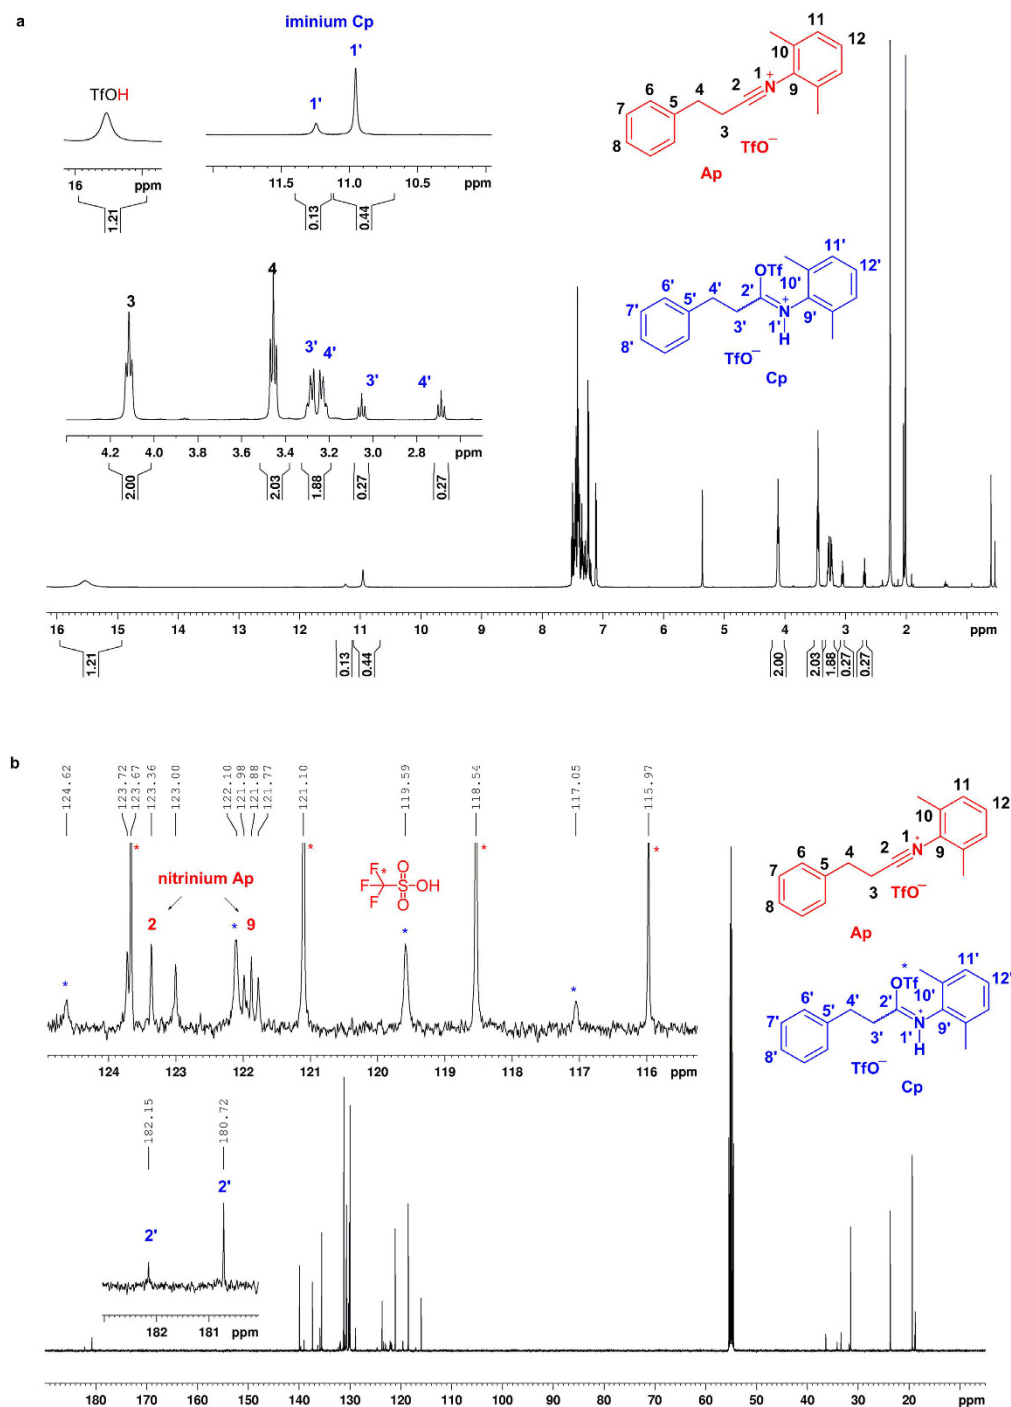 a
iminium Cp
1'
1'
TfOH
16 ppm
1.21
11.5 11.0 10.5 ppm
0.13 0.44
3
4
3' 4' 3' 4'
4.2 4.0 3.8 3.6 3.4 3.2 3.0 2.8 ppm
2.00 2.03 1.88 0.27 0.27
11
12
10
1
N
+
2
9
4
6
5
7
3
8
TfO−
Ap
11'
12'
OTf
10'
2'
9'
N
+
1'
H
4'
6'
5'
7'
3'
8'
TfO−
Cp
16 15 14 13 12 11 10 9 8 7 6 5 4 3 2 ppm
1.21 0.13 0.44 2.00 2.03 1.88 0.27 0.27
b
124.62 123.72 123.67 123.36 123.00 122.10 121.98 121.88 121.77 121.10 119.59 118.54 117.05 115.97
nitrinium Ap
2 9
* * * * * * * *
F
F
F
*
S
O
O
OH
124 123 122 121 120 119 118 117 116 ppm
11
12
10
1
N
+
2
9
4
6
5
7
3
8
TfO−
Ap
*
OTf
11'
12'
10'
2'
9'
N
+
1'
H
4'
6'
5'
7'
3'
8'
TfO−
Cp
182.15 180.72
2'
2'
182 181 ppm
180 170 160 150 140 130 120 110 100 90 80 70 60 50 40 30 20 ppm